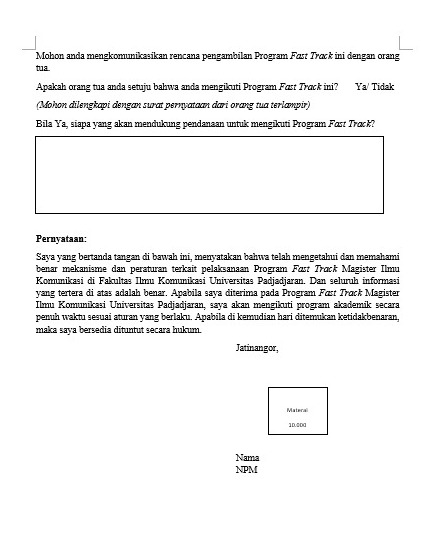 Mohon anda mengkomunikasikan rencana pengambilan Program Fast Track ini dengan orang
tua.
Apakah orang tua anda setuju bahwa anda mengikuti Program Fast Track ini? Ya/ Tidak
(Mohon dilengkapi dengan surat pernyataan dari orang tua terlampir)
Bila Ya, siapa yang akan mendukung pendanaan untuk mengikuti Program Fast Track?
Pernyataan:
Saya yang bertanda tangan di bawah ini, menyatakan bahwa telah mengetahui dan memahami
benar mekanisme dan peraturan terkait pelaksanaan Program Fast Track Magister Ilmu
Komunikasi di Fakultas Ilmu Komunikasi Universitas Padjadjaran. Dan seluruh informasi
yang tertera di atas adalah benar. Apabila saya diterima pada Program Fast Track Magister
Ilmu Komunikasi Universitas Padjadjaran, saya akan mengikuti program akademik secara
penuh waktu sesuai aturan yang berlaku. Apabila di kemudian hari ditemukan ketidakbenaran,
maka saya bersedia dituntut secara hukum.
Jatinangor,
Materai
10.000
Nama
NPM